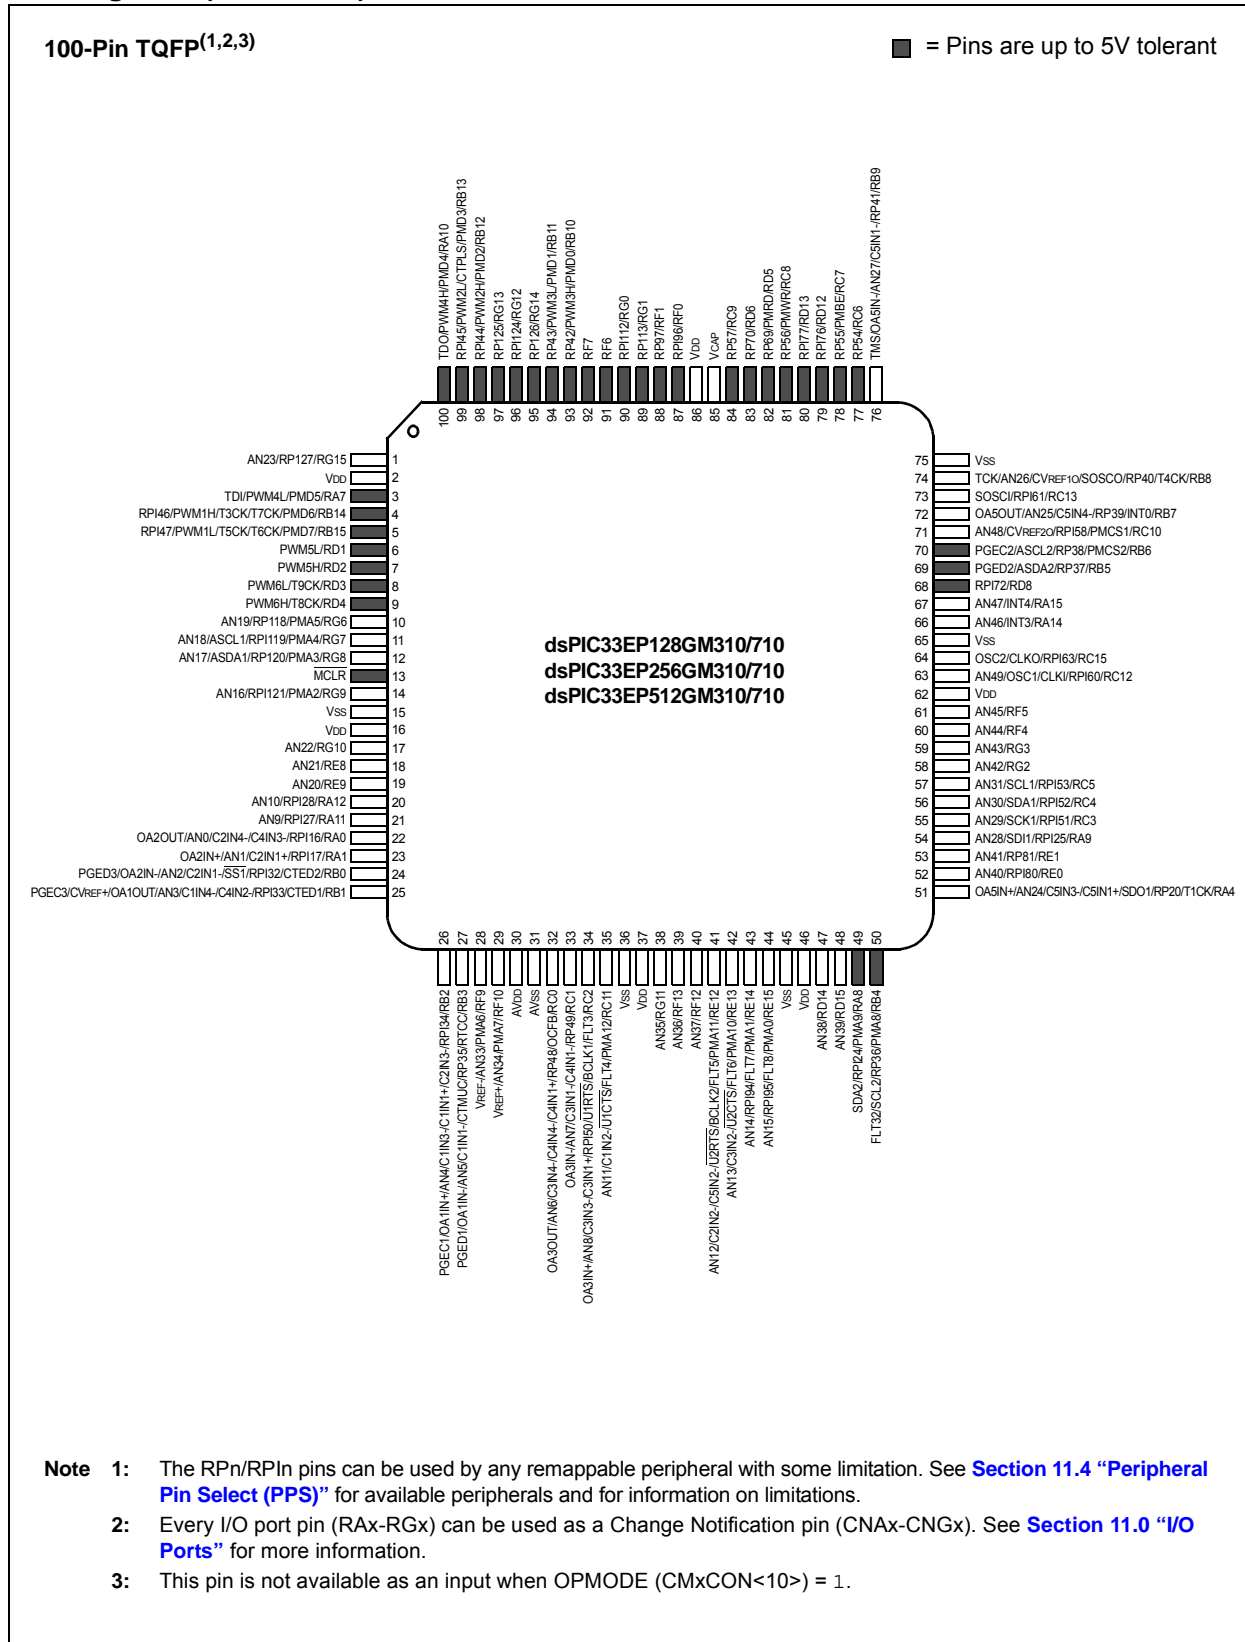 100-Pin TQFP(1,2,3)
= Pins are up to 5V tolerant
TDO/PWM4H/PMD4/RA10
RPI45/PWM2L/CTPLS/PMD3/RB13
RPI44/PWM2H/PMD2/RB12
RP125/RG13
RPI124/RG12
RP126/RG14
RP43/PWM3L/PMD1/RB11
RP42/PWM3H/PMD0/RB10
RF7
RF6
RPI112/RG0
RP113/RG1
RP97/RF1
RPI96/RF0
VDD
VCAP
RP57/RC9
RP70/RD6
RP69/PMRD/RD5
RP56/PMWR/RC8
RPI77/RD13
RPI76/RD12
RP55/PMBE/RC7
RP54/RC6
TMS/OA5IN-/AN27/C5IN1-/RP41/RB9
100 99 98 97 96 95 94 93 92 91 90 89 88 87 86 85 84 83 82 81 80 79 78 77 76
AN23/RP127/RG15 1
VDD 2
TDI/PWM4L/PMD5/RA7 3
RPI46/PWM1H/T3CK/T7CK/PMD6/RB14 4
RPI47/PWM1L/T5CK/T6CK/PMD7/RB15 5
PWM5L/RD1 6
PWM5H/RD2 7
PWM6L/T9CK/RD3 8
PWM6H/T8CK/RD4 9
AN19/RP118/PMA5/RG6 10
AN18/ASCL1/RPI119/PMA4/RG7 11
AN17/ASDA1/RP120/PMA3/RG8 12
MCLR 13
AN16/RPI121/PMA2/RG9 14
VSS 15
VDD 16
AN22/RG10 17
AN21/RE8 18
AN20/RE9 19
AN10/RPI28/RA12 20
AN9/RPI27/RA11 21
OA2OUT/AN0/C2IN4-/C4IN3-/RPI16/RA0 22
OA2IN+/AN1/C2IN1+/RPI17/RA1 23
PGED3/OA2IN-/AN2/C2IN1-/SS1/RPI32/CTED2/RB0 24
PGEC3/CVREF+/OA1OUT/AN3/C1IN4-/C4IN2-/RPI33/CTED1/RB1 25
dsPIC33EP128GM310/710
dsPIC33EP256GM310/710
dsPIC33EP512GM310/710
75 VSS
74 TCK/AN26/CVREF1O/SOSCO/RP40/T4CK/RB8
73 SOSCI/RPI61/RC13
72 OA5OUT/AN25/C5IN4-/RP39/INT0/RB7
71 AN48/CVREF2O/RPI58/PMCS1/RC10
70 PGEC2/ASCL2/RP38/PMCS2/RB6
69 PGED2/ASDA2/RP37/RB5
68 RPI72/RD8
67 AN47/INT4/RA15
66 AN46/INT3/RA14
65 VSS
64 OSC2/CLKO/RPI63/RC15
63 AN49/OSC1/CLKI/RPI60/RC12
62 VDD
61 AN45/RF5
60 AN44/RF4
59 AN43/RG3
58 AN42/RG2
57 AN31/SCL1/RPI53/RC5
56 AN30/SDA1/RPI52/RC4
55 AN29/SCK1/RPI51/RC3
54 AN28/SDI1/RPI25/RA9
53 AN41/RP81/RE1
52 AN40/RPI80/RE0
51 OA5IN+/AN24/C5IN3-/C5IN1+/SDO1/RP20/T1CK/RA4
26 27 28 29 30 31 32 33 34 35 36 37 38 39 40 41 42 43 44 45 46 47 48 49 50
PGEC1/OA1IN+/AN4/C1IN3-/C1IN1+/C2IN3-/RPI34/RB2
PGED1/OA1IN-/AN5/C1IN1-/CTMUC/RP35/RTCC/RB3
VREF-/AN33/PMA6/RF9
VREF+/AN34/PMA7/RF10
AVDD
AVSS
OA3OUT/AN6/C3IN4-/C4IN4-/C4IN1+/RP48/OCFB/RC0
OA3IN-/AN7/C3IN1-/C4IN1-/RP49/RC1
OA3IN+/AN8/C3IN3-/C3IN1+/RPI50/U1RTS/BCLK1/FLT3/RC2
AN11/C1IN2-/U1CTS/FLT4/PMA12/RC11
VSS
VDD
AN35/RG11
AN36/RF13
AN37/RF12
AN12/C2IN2-/C5IN2-/U2RTS/BCLK2/FLT5/PMA11/RE12
AN13/C3IN2-/U2CTS/FLT6/PMA10/RE13
AN14/RPI94/FLT7/PMA1/RE14
AN15/RPI95/FLT8/PMA0/RE15
VSS
VDD
AN38/RD14
AN39/RD15
SDA2/RPI24/PMA9/RA8
FLT32/SCL2/RP36/PMA8/RB4
Note 1: The RPn/RPIn pins can be used by any remappable peripheral with some limitation. See Section 11.4 “Peripheral
Pin Select (PPS)” for available peripherals and for information on limitations.
2: Every I/O port pin (RAx-RGx) can be used as a Change Notification pin (CNAx-CNGx). See Section 11.0 “I/O
Ports” for more information.
3: This pin is not available as an input when OPMODE (CMxCON<10>) = 1.